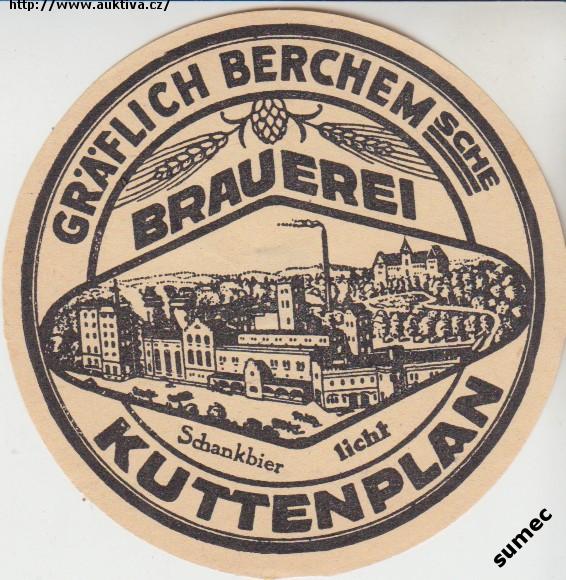 http://www.auktiva.cz/
GRÄFLICH BERCHEMSCHE
BRAUEREI
Schankbier licht
KUTTENPLAN
sumec